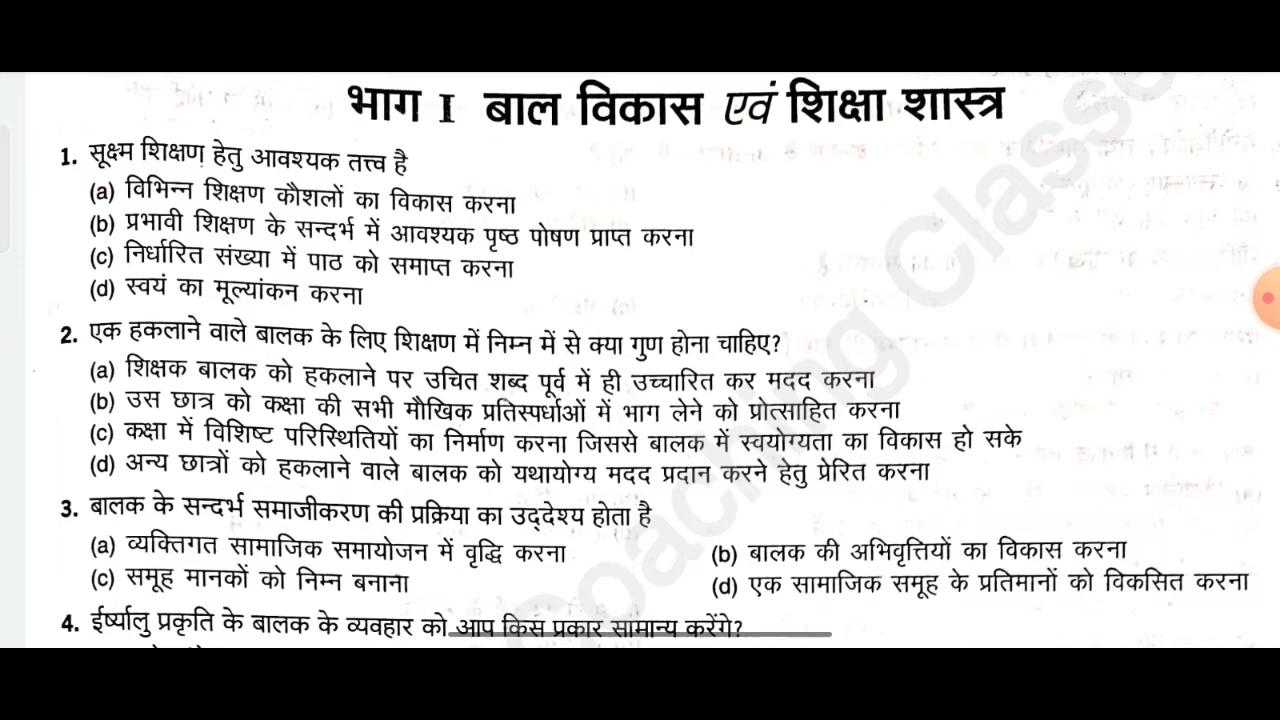 भाग I बाल विकास एवं शिक्षा शास्त्र
1. सूक्ष्म शिक्षण हेतु आवश्यक तत्त्व है
(a) विभिन्न शिक्षण कौशलों का विकास करना
(b) प्रभावी शिक्षण के सन्दर्भ में आवश्यक पृष्ठ पोषण प्राप्त करना
(c) निर्धारित संख्या में पाठ को समाप्त करना
(d) स्वयं का मूल्यांकन करना
2. एक हकलाने वाले बालक के लिए शिक्षण में निम्न में से क्या गुण होना चाहिए?
(a) शिक्षक बालक को हकलाने पर उचित शब्द पूर्व में ही उच्चारित कर मदद करना
(b) उस छात्र को कक्षा की सभी मौखिक प्रतिस्पर्धाओं में भाग लेने को प्रोत्साहित करना
(c) कक्षा में विशिष्ट परिस्थितियों का निर्माण करना जिससे बालक में स्वयोग्यता का विकास हो सके
(d) अन्य छात्रों को हकलाने वाले बालक को यथायोग्य मदद प्रदान करने हेतु प्रेरित करना
3. बालक के सन्दर्भ समाजीकरण की प्रक्रिया का उद्देश्य होता है
(a) व्यक्तिगत सामाजिक समायोजन में वृद्धि करना (b) बालक की अभिवृत्तियों का विकास करना
(c) समूह मानकों को निम्न बनाना (d) एक सामाजिक समूह के प्रतिमानों को विकसित करना
4. ईर्ष्यालु प्रकृति के बालक के व्यवहार को आप किस प्रकार सामान्य करेंगे?
Coaching Classe